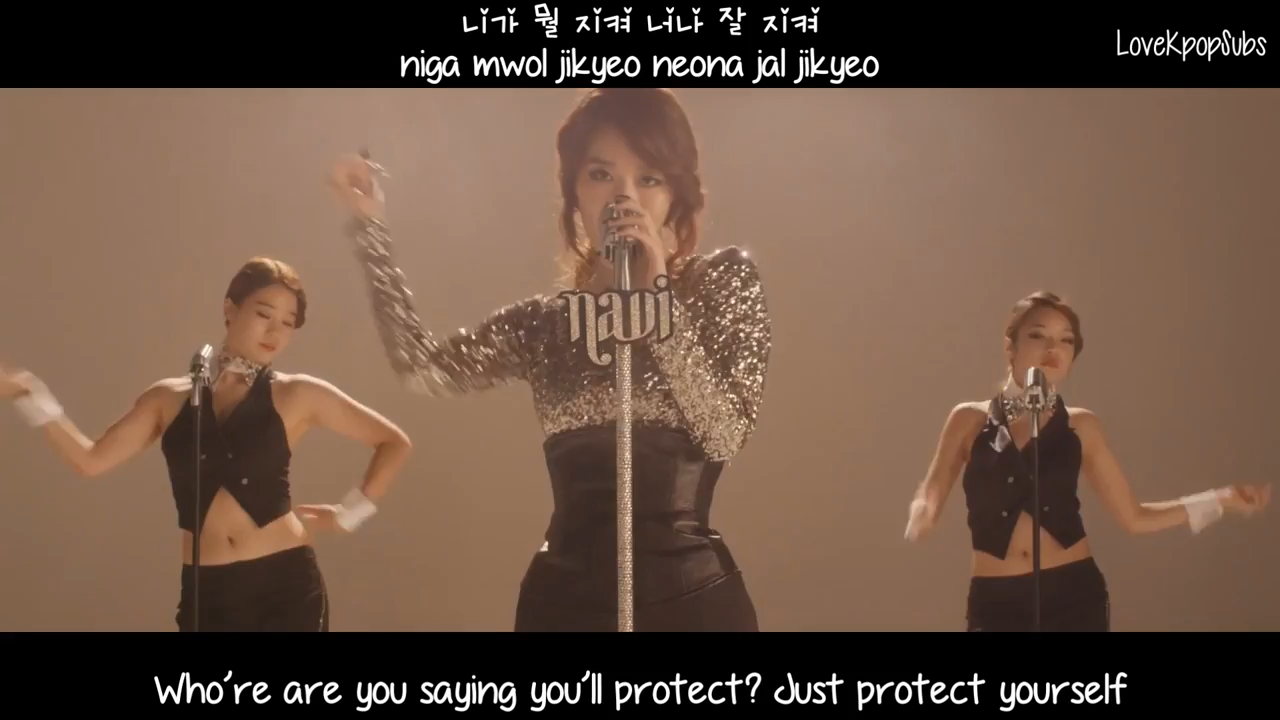 니가 뭘 지켜 너나 잘 지켜
niga mwol jikyeo neona jal jikyeo
LoveKpopSubs
navi
Who're are you saying you'll protect? Just protect yourself